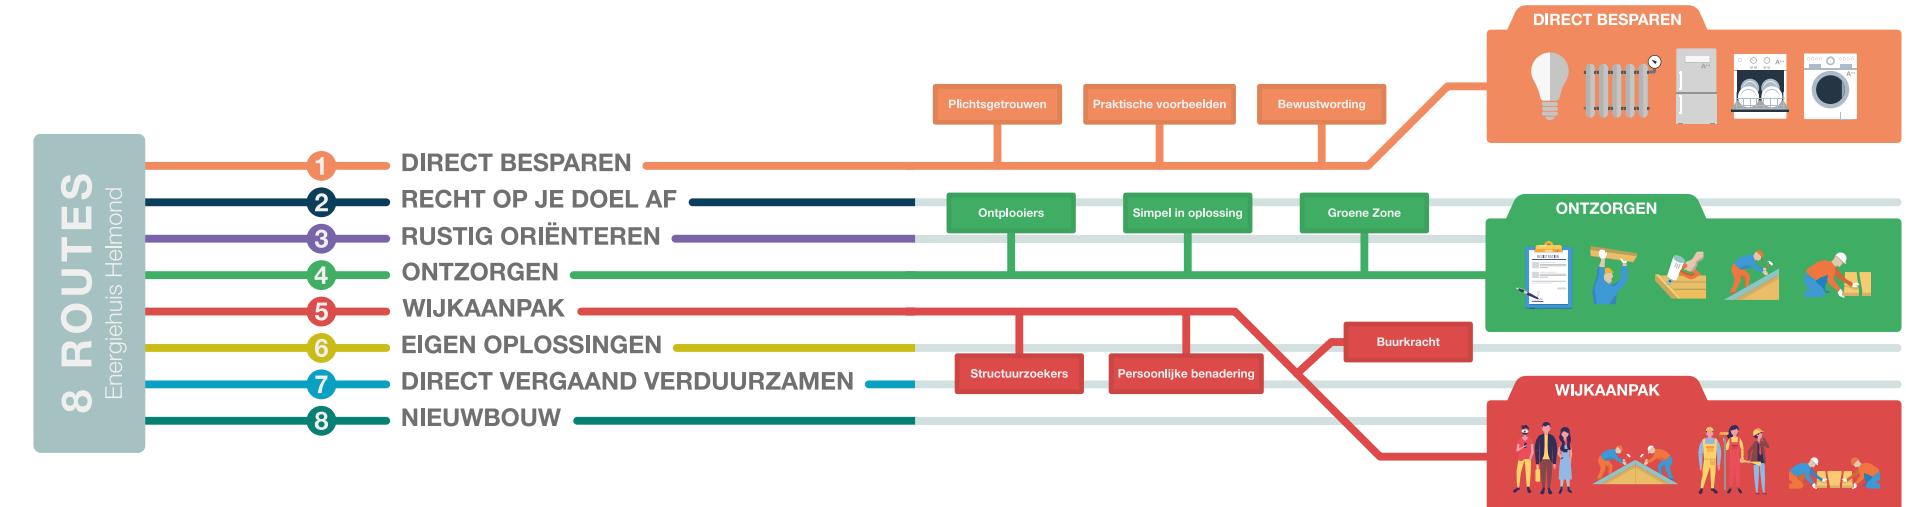 8 ROUTES
Energiehuis Helmond
1 DIRECT BESPAREN
2 RECHT OP JE DOEL AF
3 RUSTIG ORIËNTEREN
4 ONTZORGEN
5 WIJKAANPAK
6 EIGEN OPLOSSINGEN
7 DIRECT VERGAAND VERDUURZAMEN
8 NIEUWBOUW
Plichtsgetrouwen
Praktische voorbeelden
Bewustwording
DIRECT BESPAREN
A++
A++
A++
Ontplooiers
Simpel in oplossing
Groene Zone
ONTZORGEN
Structuurzoekers
Persoonlijke benadering
Buurkracht
WIJKAANPAK